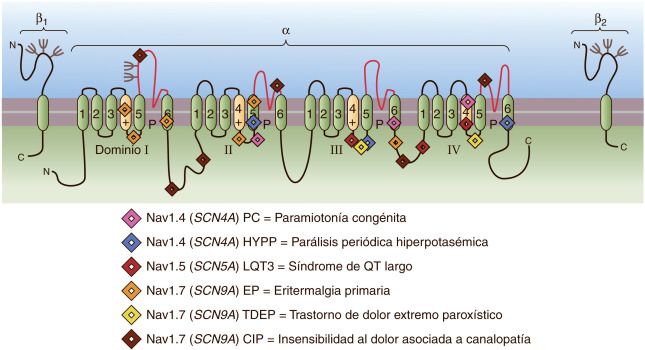 β1 β2
α
N N
1 2 3 4 + 5 P 6 1 2 3 4 + 5 P 6 1 2 3 4 + 5 P 6 1 2 3 4 + 5 P 6
Dominio I II III IV
C N C C
Nav1.4 (SCN4A) PC = Paramiotonía congénita
Nav1.4 (SCN4A) HYPP = Parálisis periódica hiperpotasémica
Nav1.5 (SCN5A) LQT3 = Síndrome de QT largo
Nav1.7 (SCN9A) EP = Eritermalgia primaria
Nav1.7 (SCN9A) TDEP = Trastorno de dolor extremo paroxístico
Nav1.7 (SCN9A) CIP = Insensibilidad al dolor asociada a canalopatía